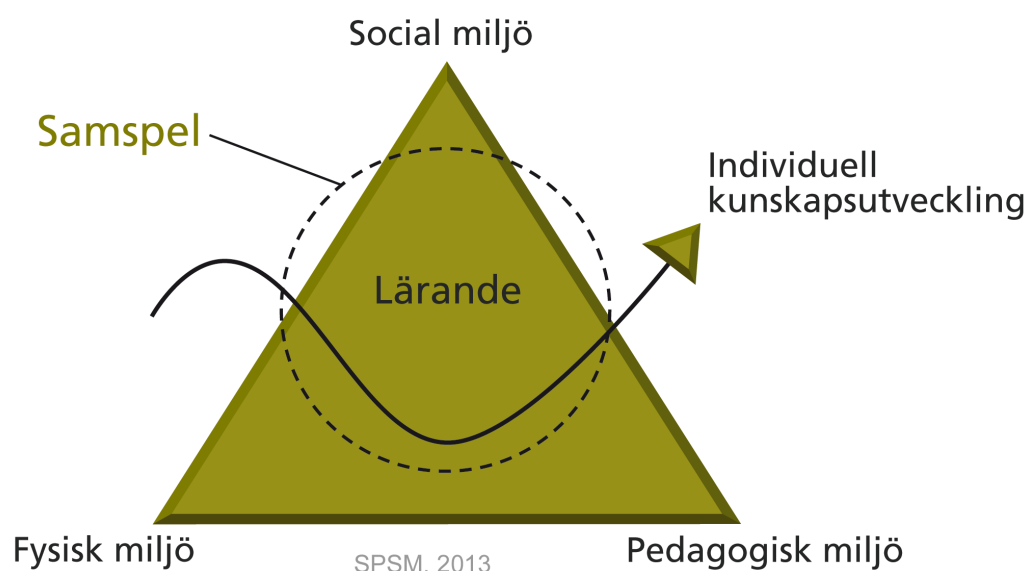 Social miljö
Samspel
Individuell
kunskapsutveckling
Lärande
Fysisk miljö
Pedagogisk miljö
SPSM, 2013